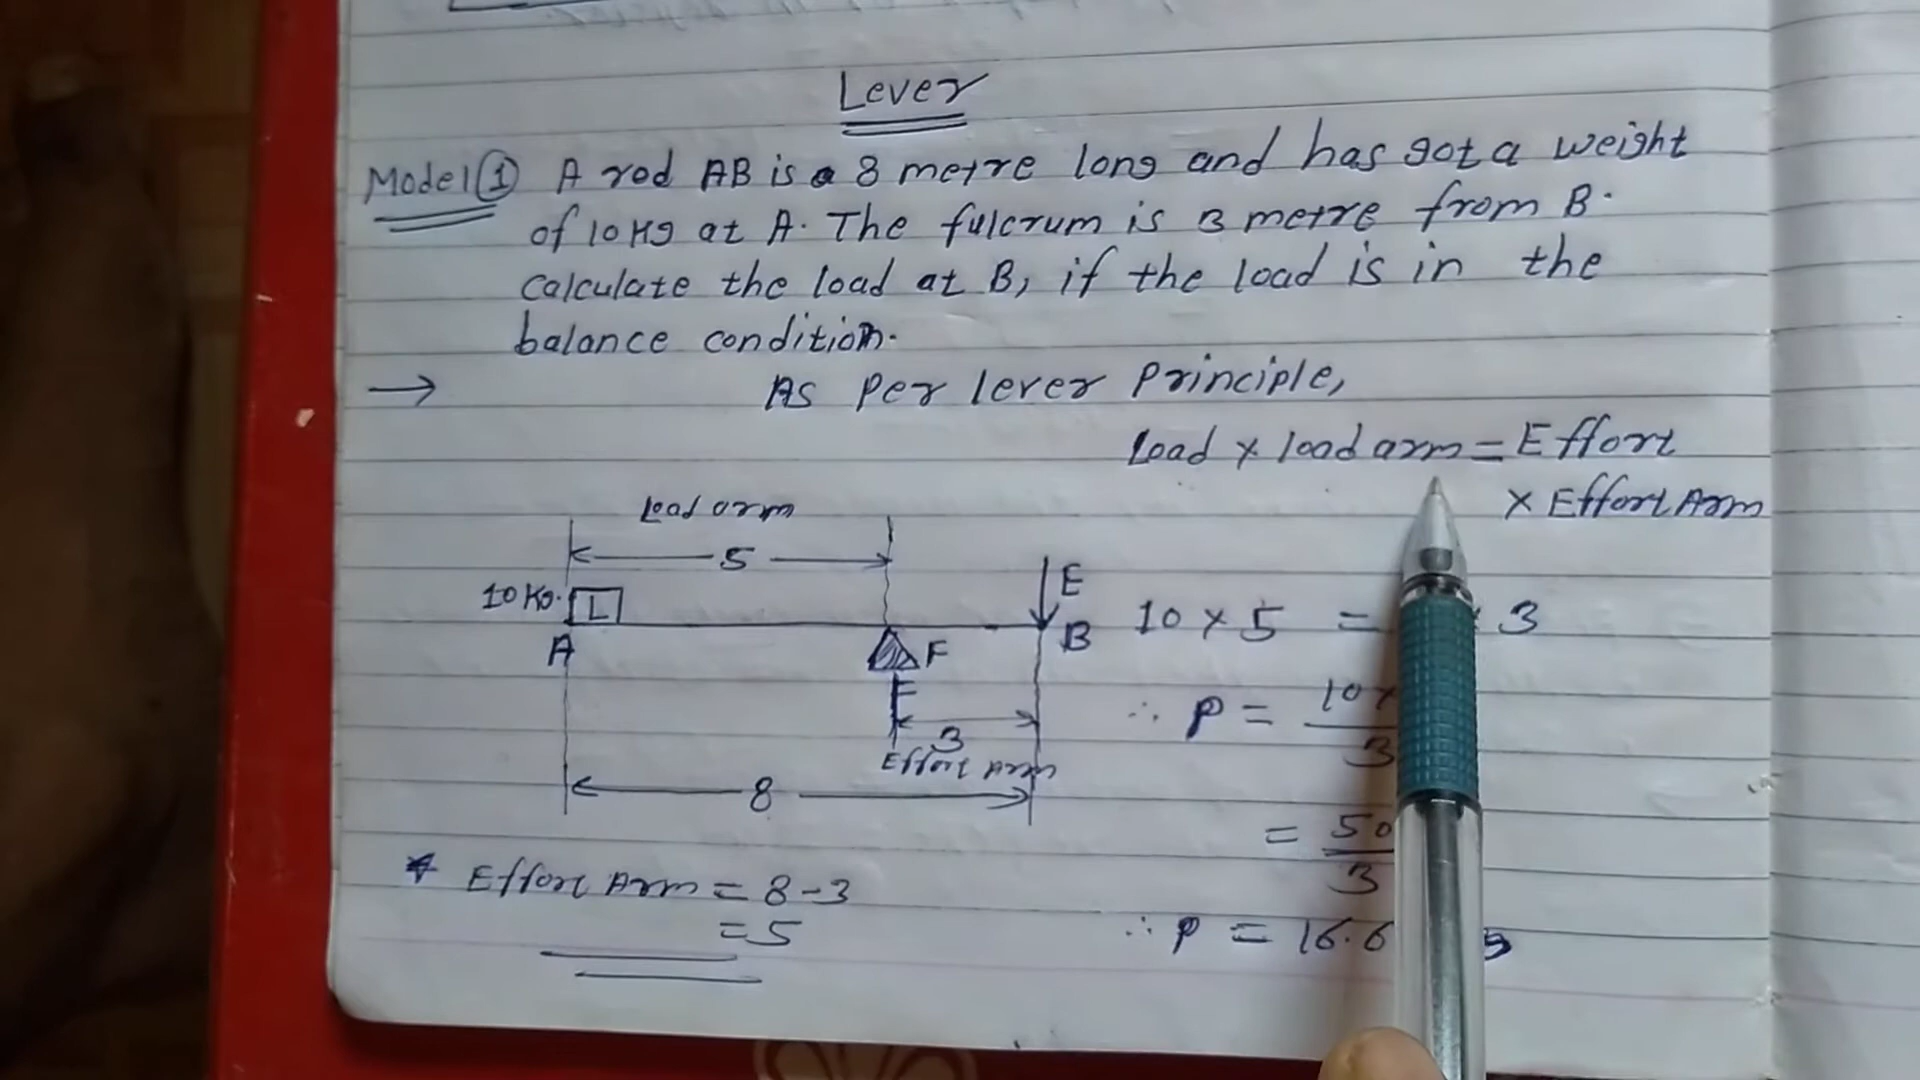 Lever
Model ① A rod AB is a 8 metre long and has got a weight
of 10 Kg at A. The fulcrum is 3 metre from B.
calculate the load at B, if the load is in the
balance condition.
→ As Per lever Principle,
Load x load arm = Effort
x Effort Arm
Load arm
5
10 Kg. L
E
A
F
B
10 x 5 = 3
F
3
Effort Arm
8
∴ P = 10x
3
= 50
3
* Effort Arm = 8-3
= 5
∴ P = 16.6